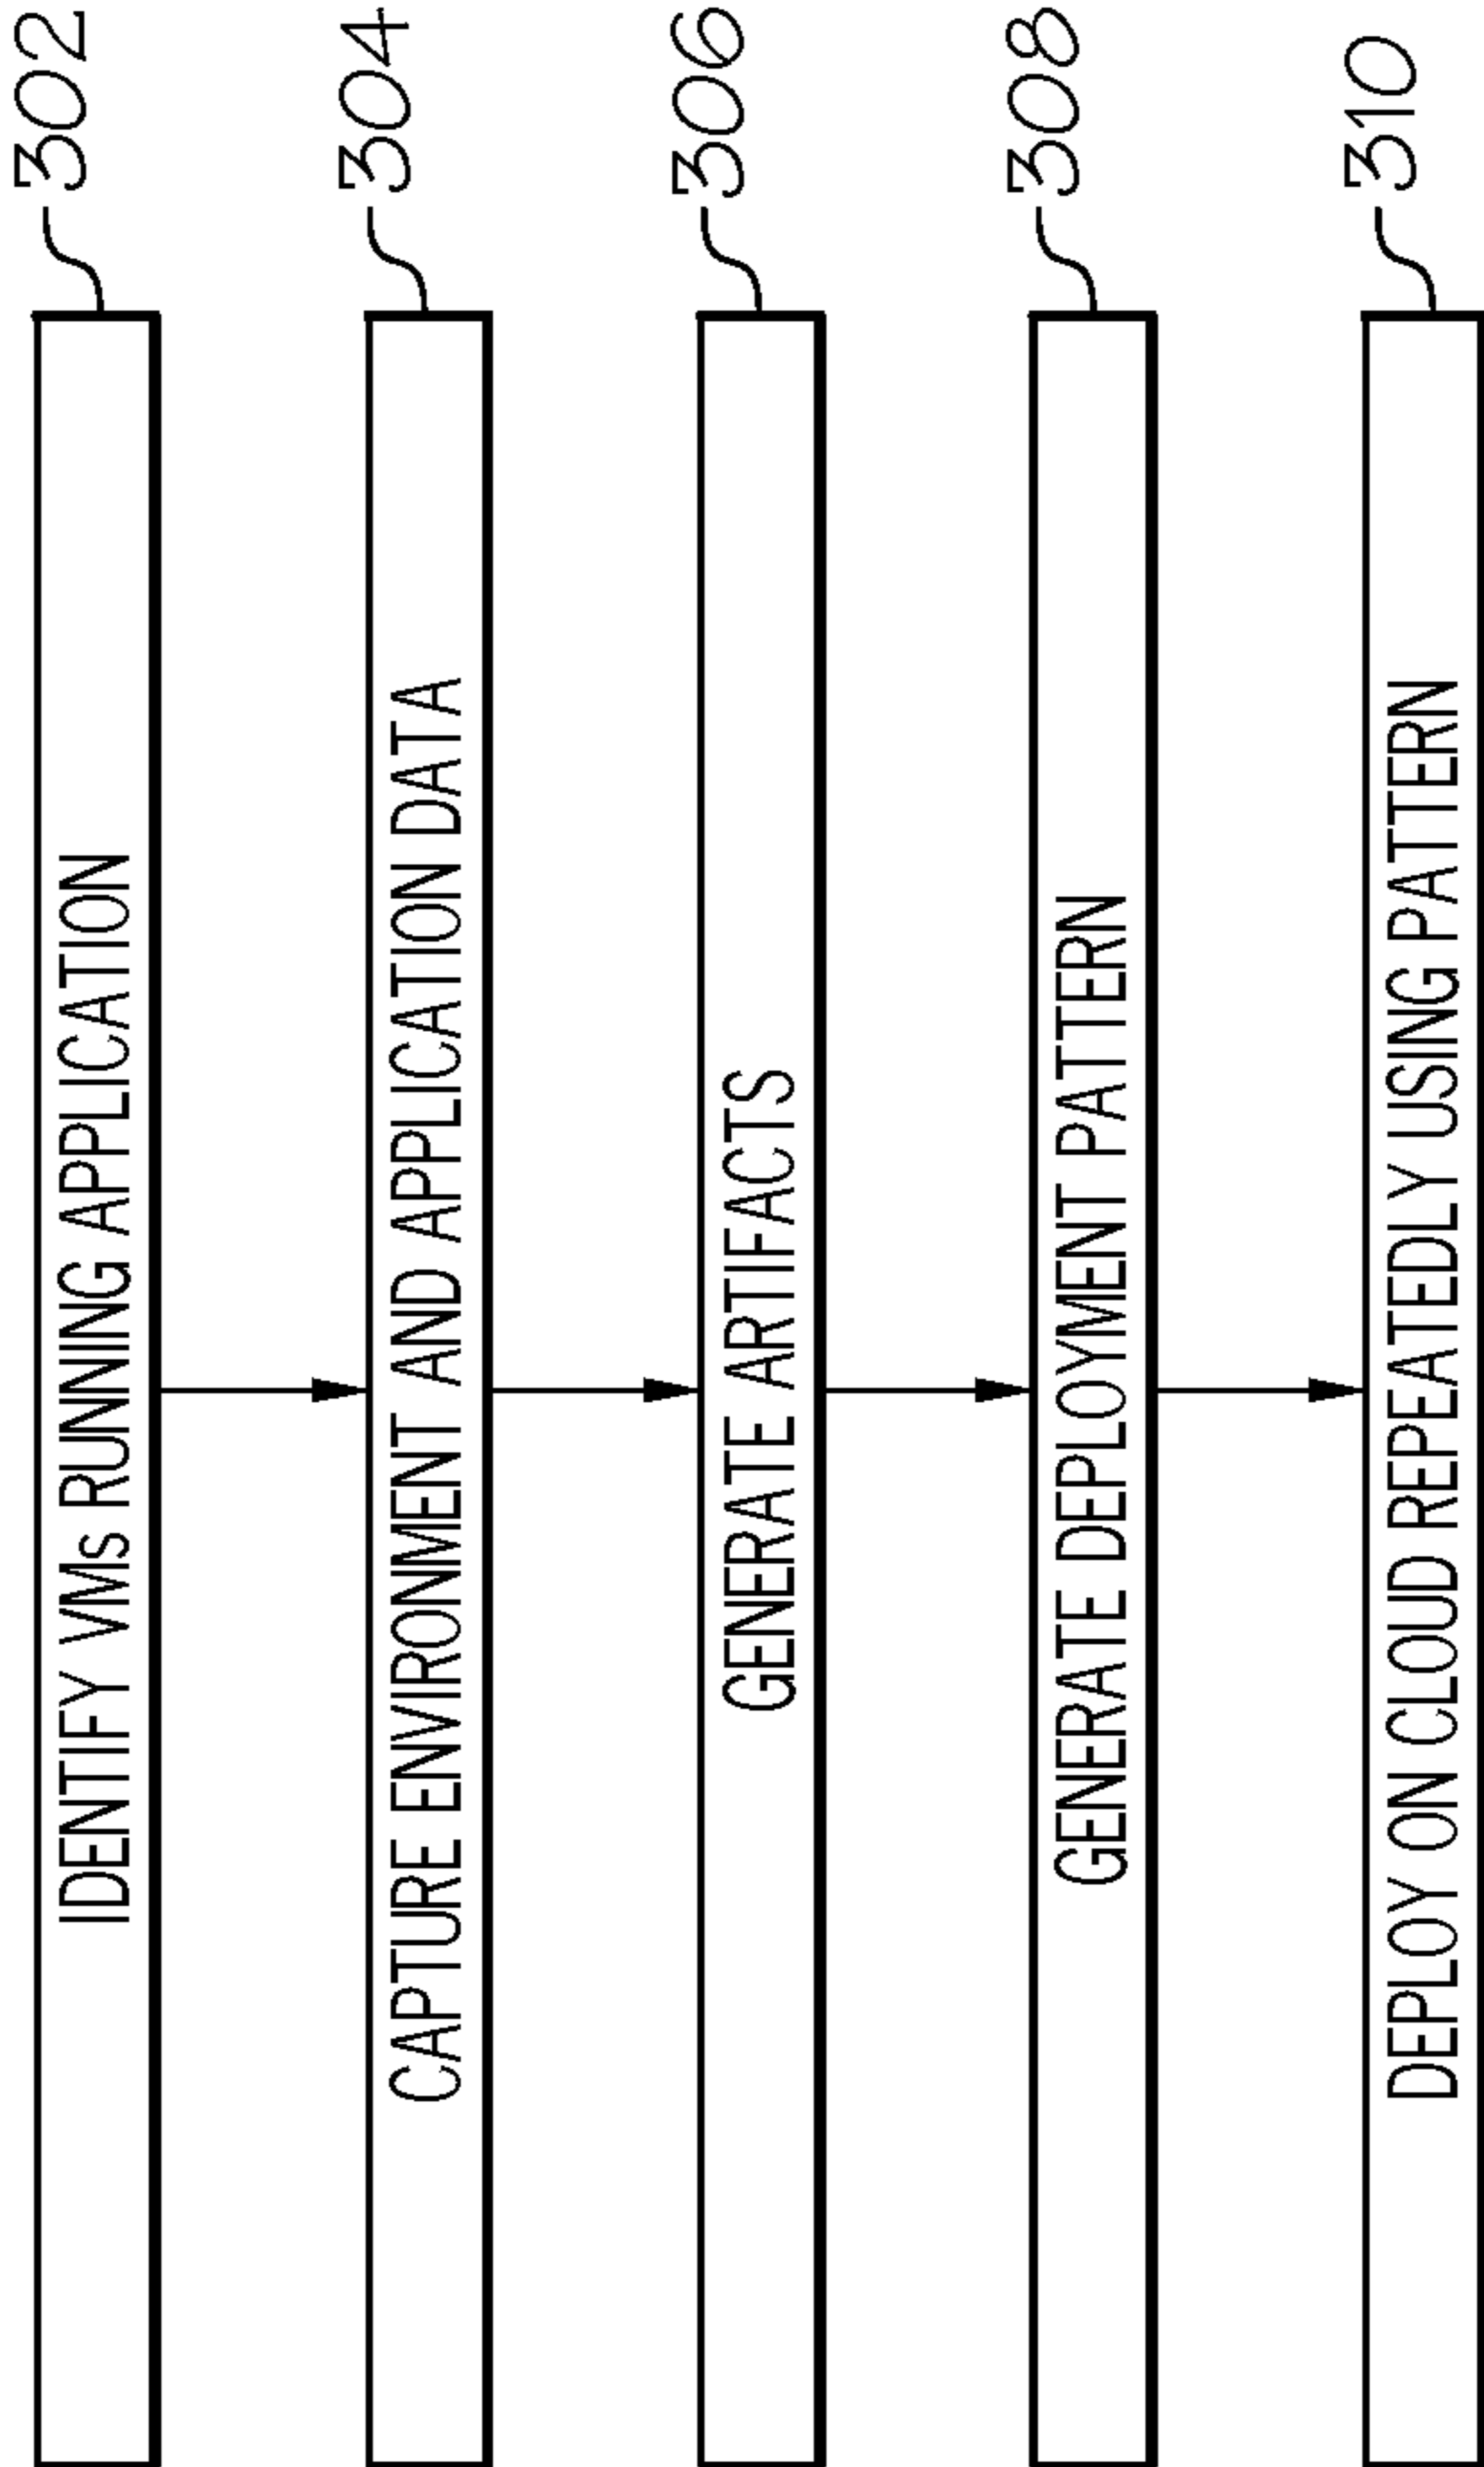 302
IDENTIFY VMs RUNNING APPLICATION
304
CAPTURE ENVIRONMENT AND APPLICATION DATA
306
GENERATE ARTIFACTS
308
GENERATE DEPLOYMENT PATTERN
310
DEPLOY ON CLOUD REPEATEDLY USING PATTERN